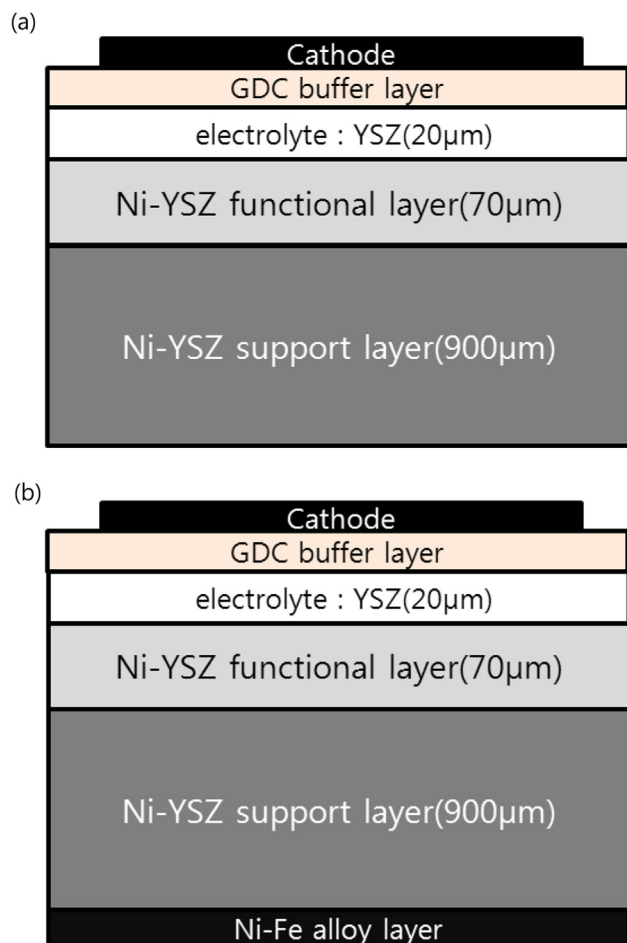 (a)
Cathode
GDC buffer layer
electrolyte : YSZ(20μm)
Ni-YSZ functional layer(70μm)
Ni-YSZ support layer(900μm)
(b)
Cathode
GDC buffer layer
electrolyte : YSZ(20μm)
Ni-YSZ functional layer(70μm)
Ni-YSZ support layer(900μm)
Ni-Fe alloy layer